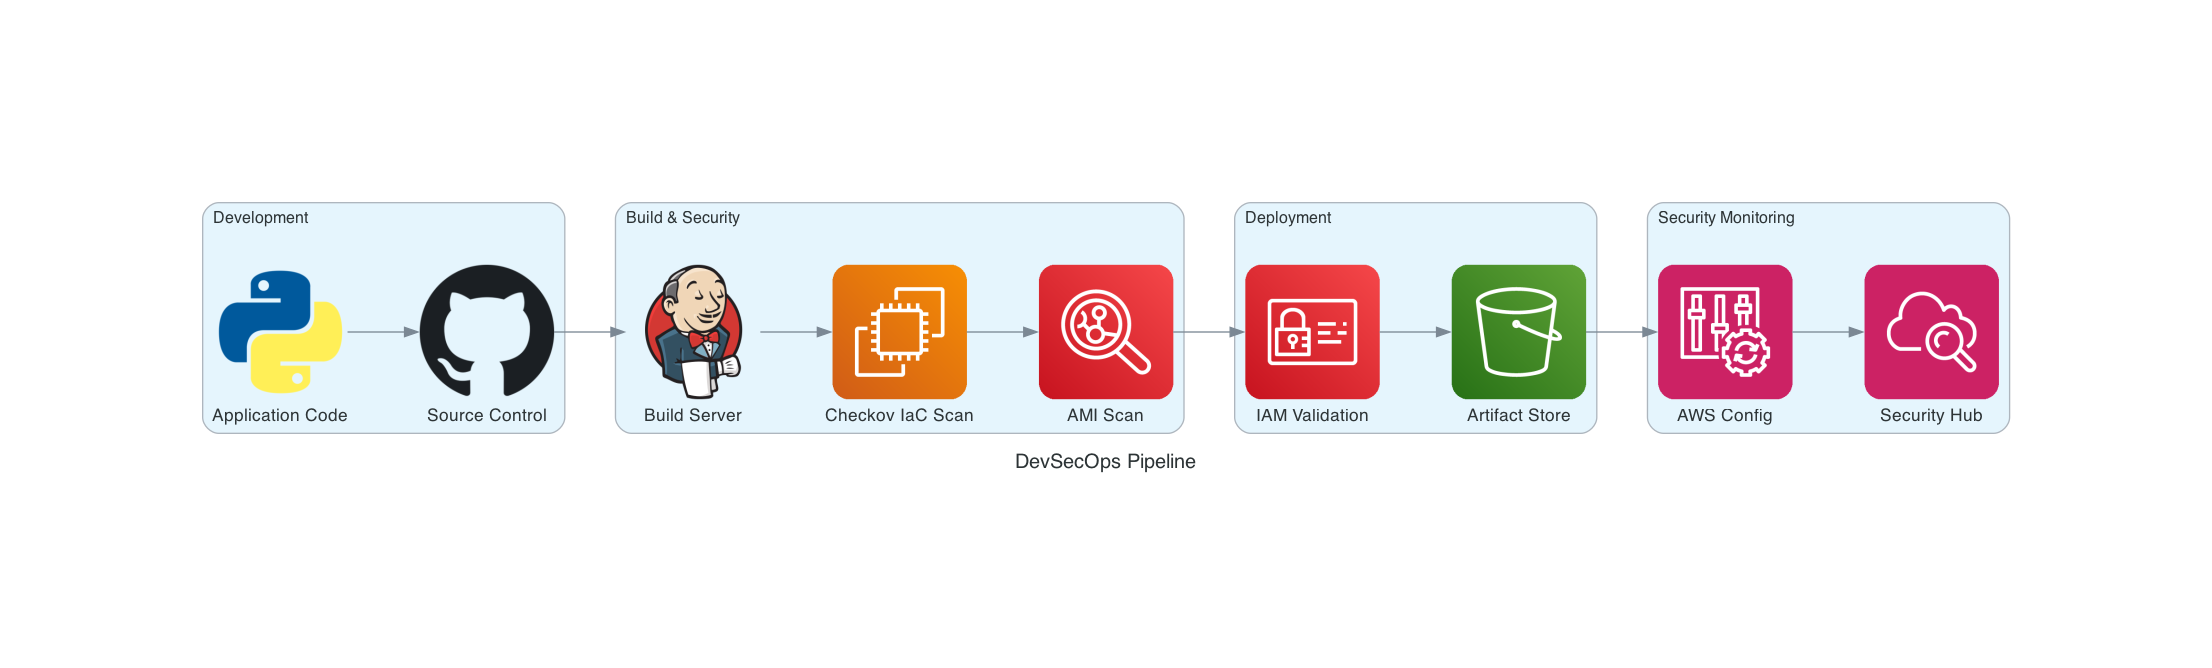 Development
Build & Security
Deployment
Security Monitoring
Application Code
Source Control
Build Server
Checkov IaC Scan
AMI Scan
IAM Validation
Artifact Store
AWS Config
Security Hub
DevSecOps Pipeline